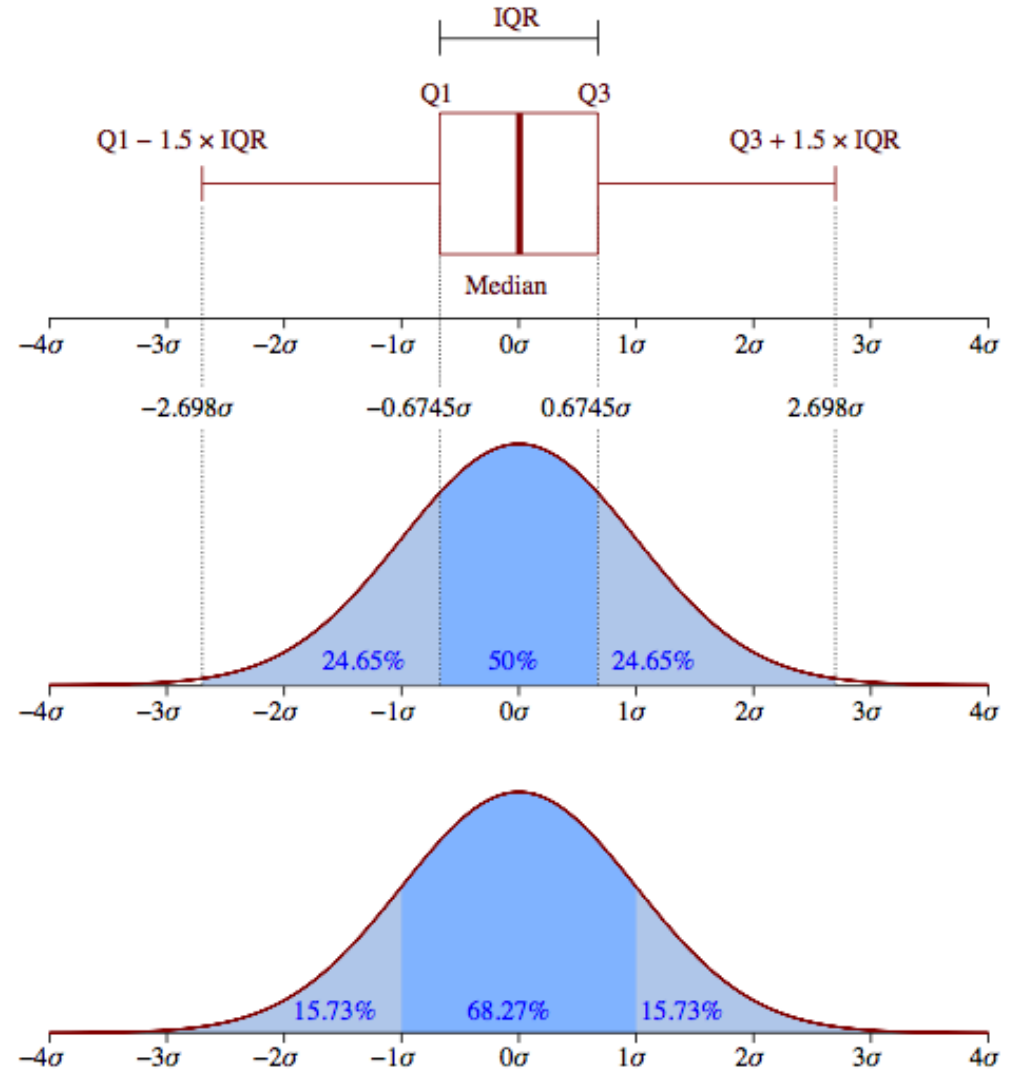 IQR
Q1 Q3
Q1 − 1.5 × IQR Q3 + 1.5 × IQR
Median
−4σ −3σ −2σ −1σ 0σ 1σ 2σ 3σ 4σ
−2.698σ −0.6745σ 0.6745σ 2.698σ
24.65% 50% 24.65%
−4σ −3σ −2σ −1σ 0σ 1σ 2σ 3σ 4σ
15.73% 68.27% 15.73%
−4σ −3σ −2σ −1σ 0σ 1σ 2σ 3σ 4σ